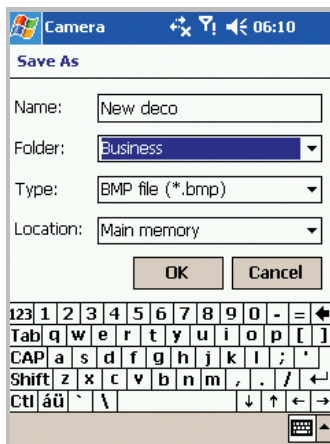 Camera 06:10
Save As
Name: New deco
Folder: Business
Type: BMP file (*.bmp)
Location: Main memory
OK Cancel
123 1 2 3 4 5 6 7 8 9 0 - =
Tab q w e r t y u i o p [ ]
CAP a s d f g h j k l ; '
Shift z x c v b n m , . /
Ctl áü ` \